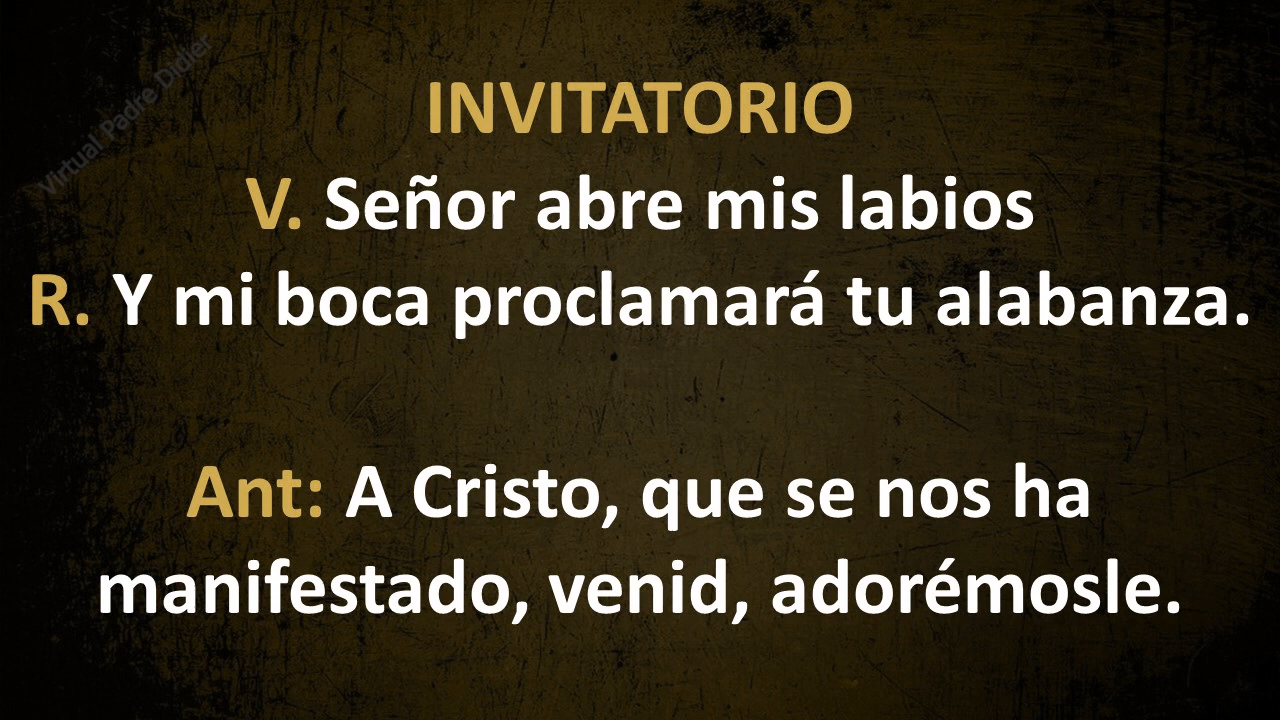 Virtual Padre Didier
INVITATORIO
V. Señor abre mis labios
R. Y mi boca proclamará tu alabanza.
Ant: A Cristo, que se nos ha
manifestado, venid, adorémosle.